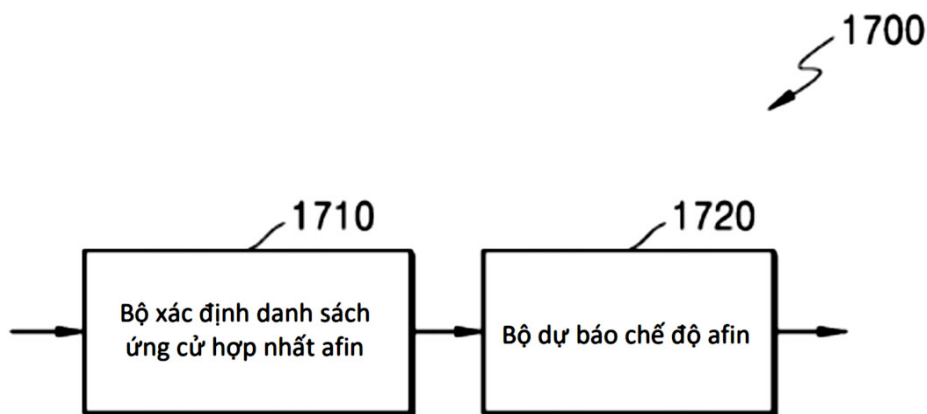 1700
1710
1720
Bộ xác định danh sách
ứng cử hợp nhất afin
Bộ dự báo chế độ afin